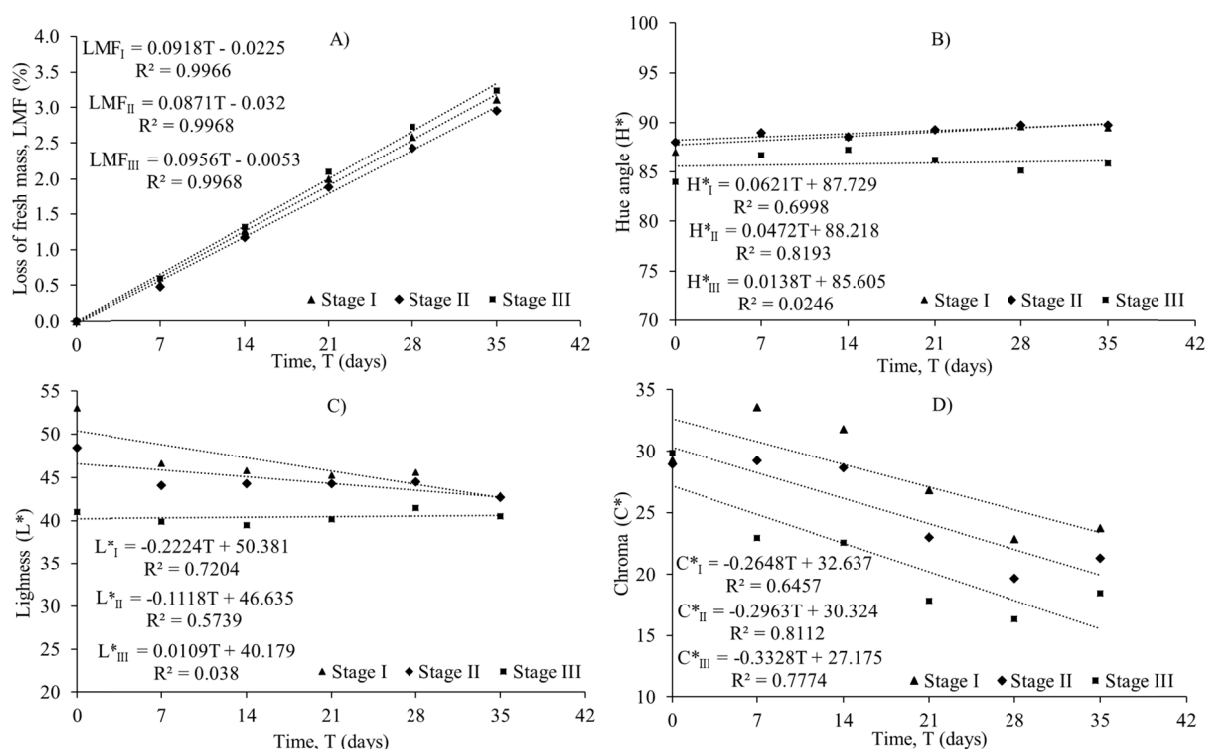 A)
4.0
3.5
3.0
2.5
2.0
1.5
1.0
0.5
0.0
Loss of fresh mass, LMF (%)
LMF_I = 0.0918T - 0.0225
R² = 0.9966
LMF_II = 0.0871T - 0.032
R² = 0.9968
LMF_III = 0.0956T - 0.0053
R² = 0.9968
Stage I Stage II Stage III
0 7 14 21 28 35 42
Time, T (days)
B)
100
95
90
85
80
75
70
Hue angle (H*)
H*_I = 0.0621T + 87.729
R² = 0.6998
H*_II = 0.0472T+ 88.218
R² = 0.8193
H*_III = 0.0138T + 85.605
R² = 0.0246
Stage I Stage II Stage III
0 7 14 21 28 35 42
Time, T (days)
C)
55
50
45
40
35
30
25
20
Lighness (L*)
L*_I = -0.2224T + 50.381
R² = 0.7204
L*_II = -0.1118T + 46.635
R² = 0.5739
L*_III = 0.0109T + 40.179
R² = 0.038
Stage I Stage II Stage III
0 7 14 21 28 35 42
Time, T (days)
D)
35
30
25
20
15
10
Chroma (C*)
C*_I = -0.2648T + 32.637
R² = 0.6457
C*_II = -0.2963T + 30.324
R² = 0.8112
C*_III = -0.3328T + 27.175
R² = 0.7774
Stage I Stage II Stage III
0 7 14 21 28 35 42
Time, T (days)